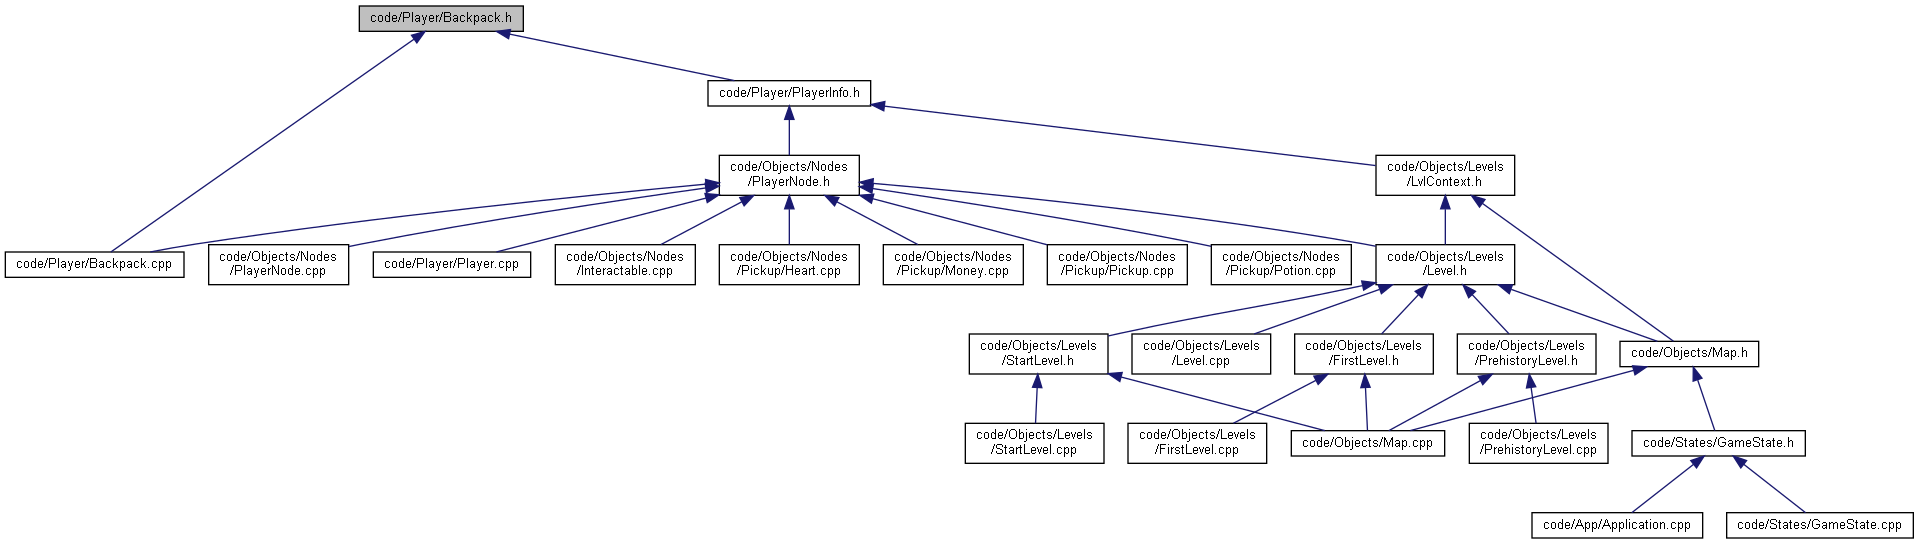 code/Player/Backpack.h
code/Player/PlayerInfo.h
code/Objects/Nodes
/PlayerNode.h
code/Objects/Levels
/LvlContext.h
code/Player/Backpack.cpp
code/Objects/Nodes
/PlayerNode.cpp
code/Player/Player.cpp
code/Objects/Nodes
/Interactable.cpp
code/Objects/Nodes
/Pickup/Heart.cpp
code/Objects/Nodes
/Pickup/Money.cpp
code/Objects/Nodes
/Pickup/Pickup.cpp
code/Objects/Nodes
/Pickup/Potion.cpp
code/Objects/Levels
/Level.h
code/Objects/Levels
/StartLevel.h
code/Objects/Levels
/Level.cpp
code/Objects/Levels
/FirstLevel.h
code/Objects/Levels
/PrehistoryLevel.h
code/Objects/Map.h
code/Objects/Levels
/StartLevel.cpp
code/Objects/Levels
/FirstLevel.cpp
code/Objects/Map.cpp
code/Objects/Levels
/PrehistoryLevel.cpp
code/States/GameState.h
code/App/Application.cpp
code/States/GameState.cpp